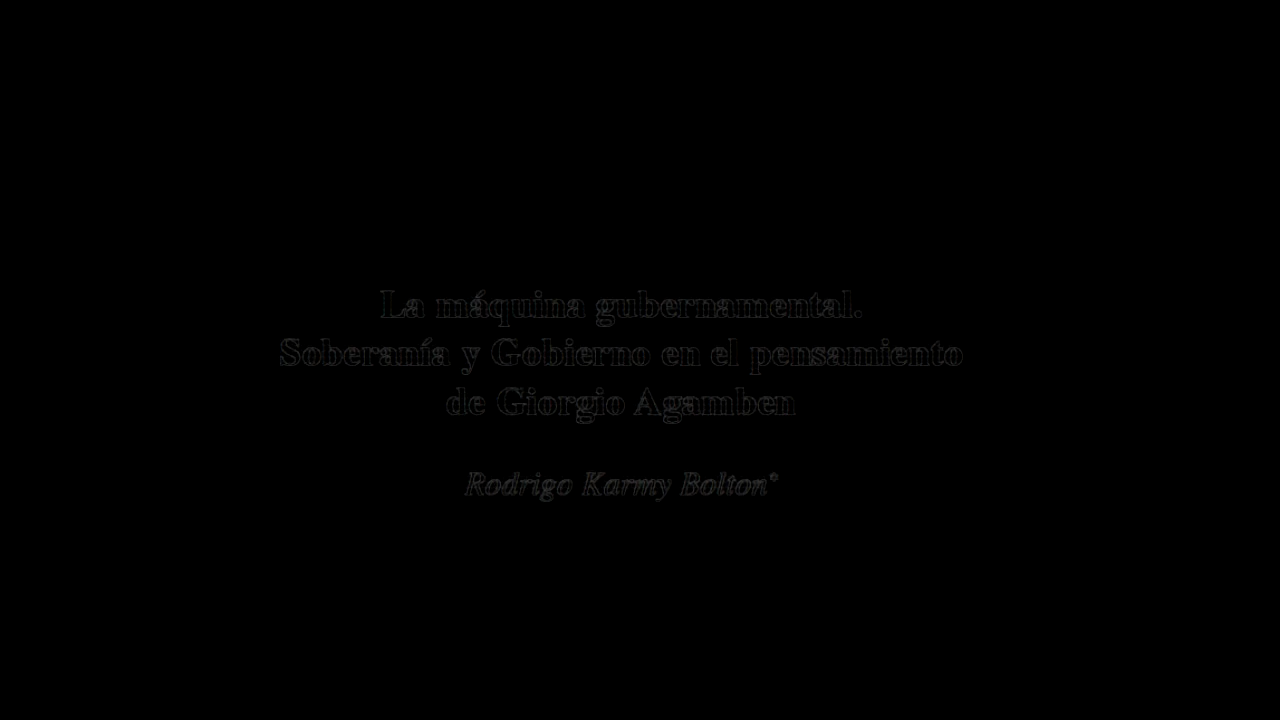 La máquina gubernamental.
Soberanía y Gobierno en el pensamiento
de Giorgio Agamben
Rodrigo Karmy Bolton*